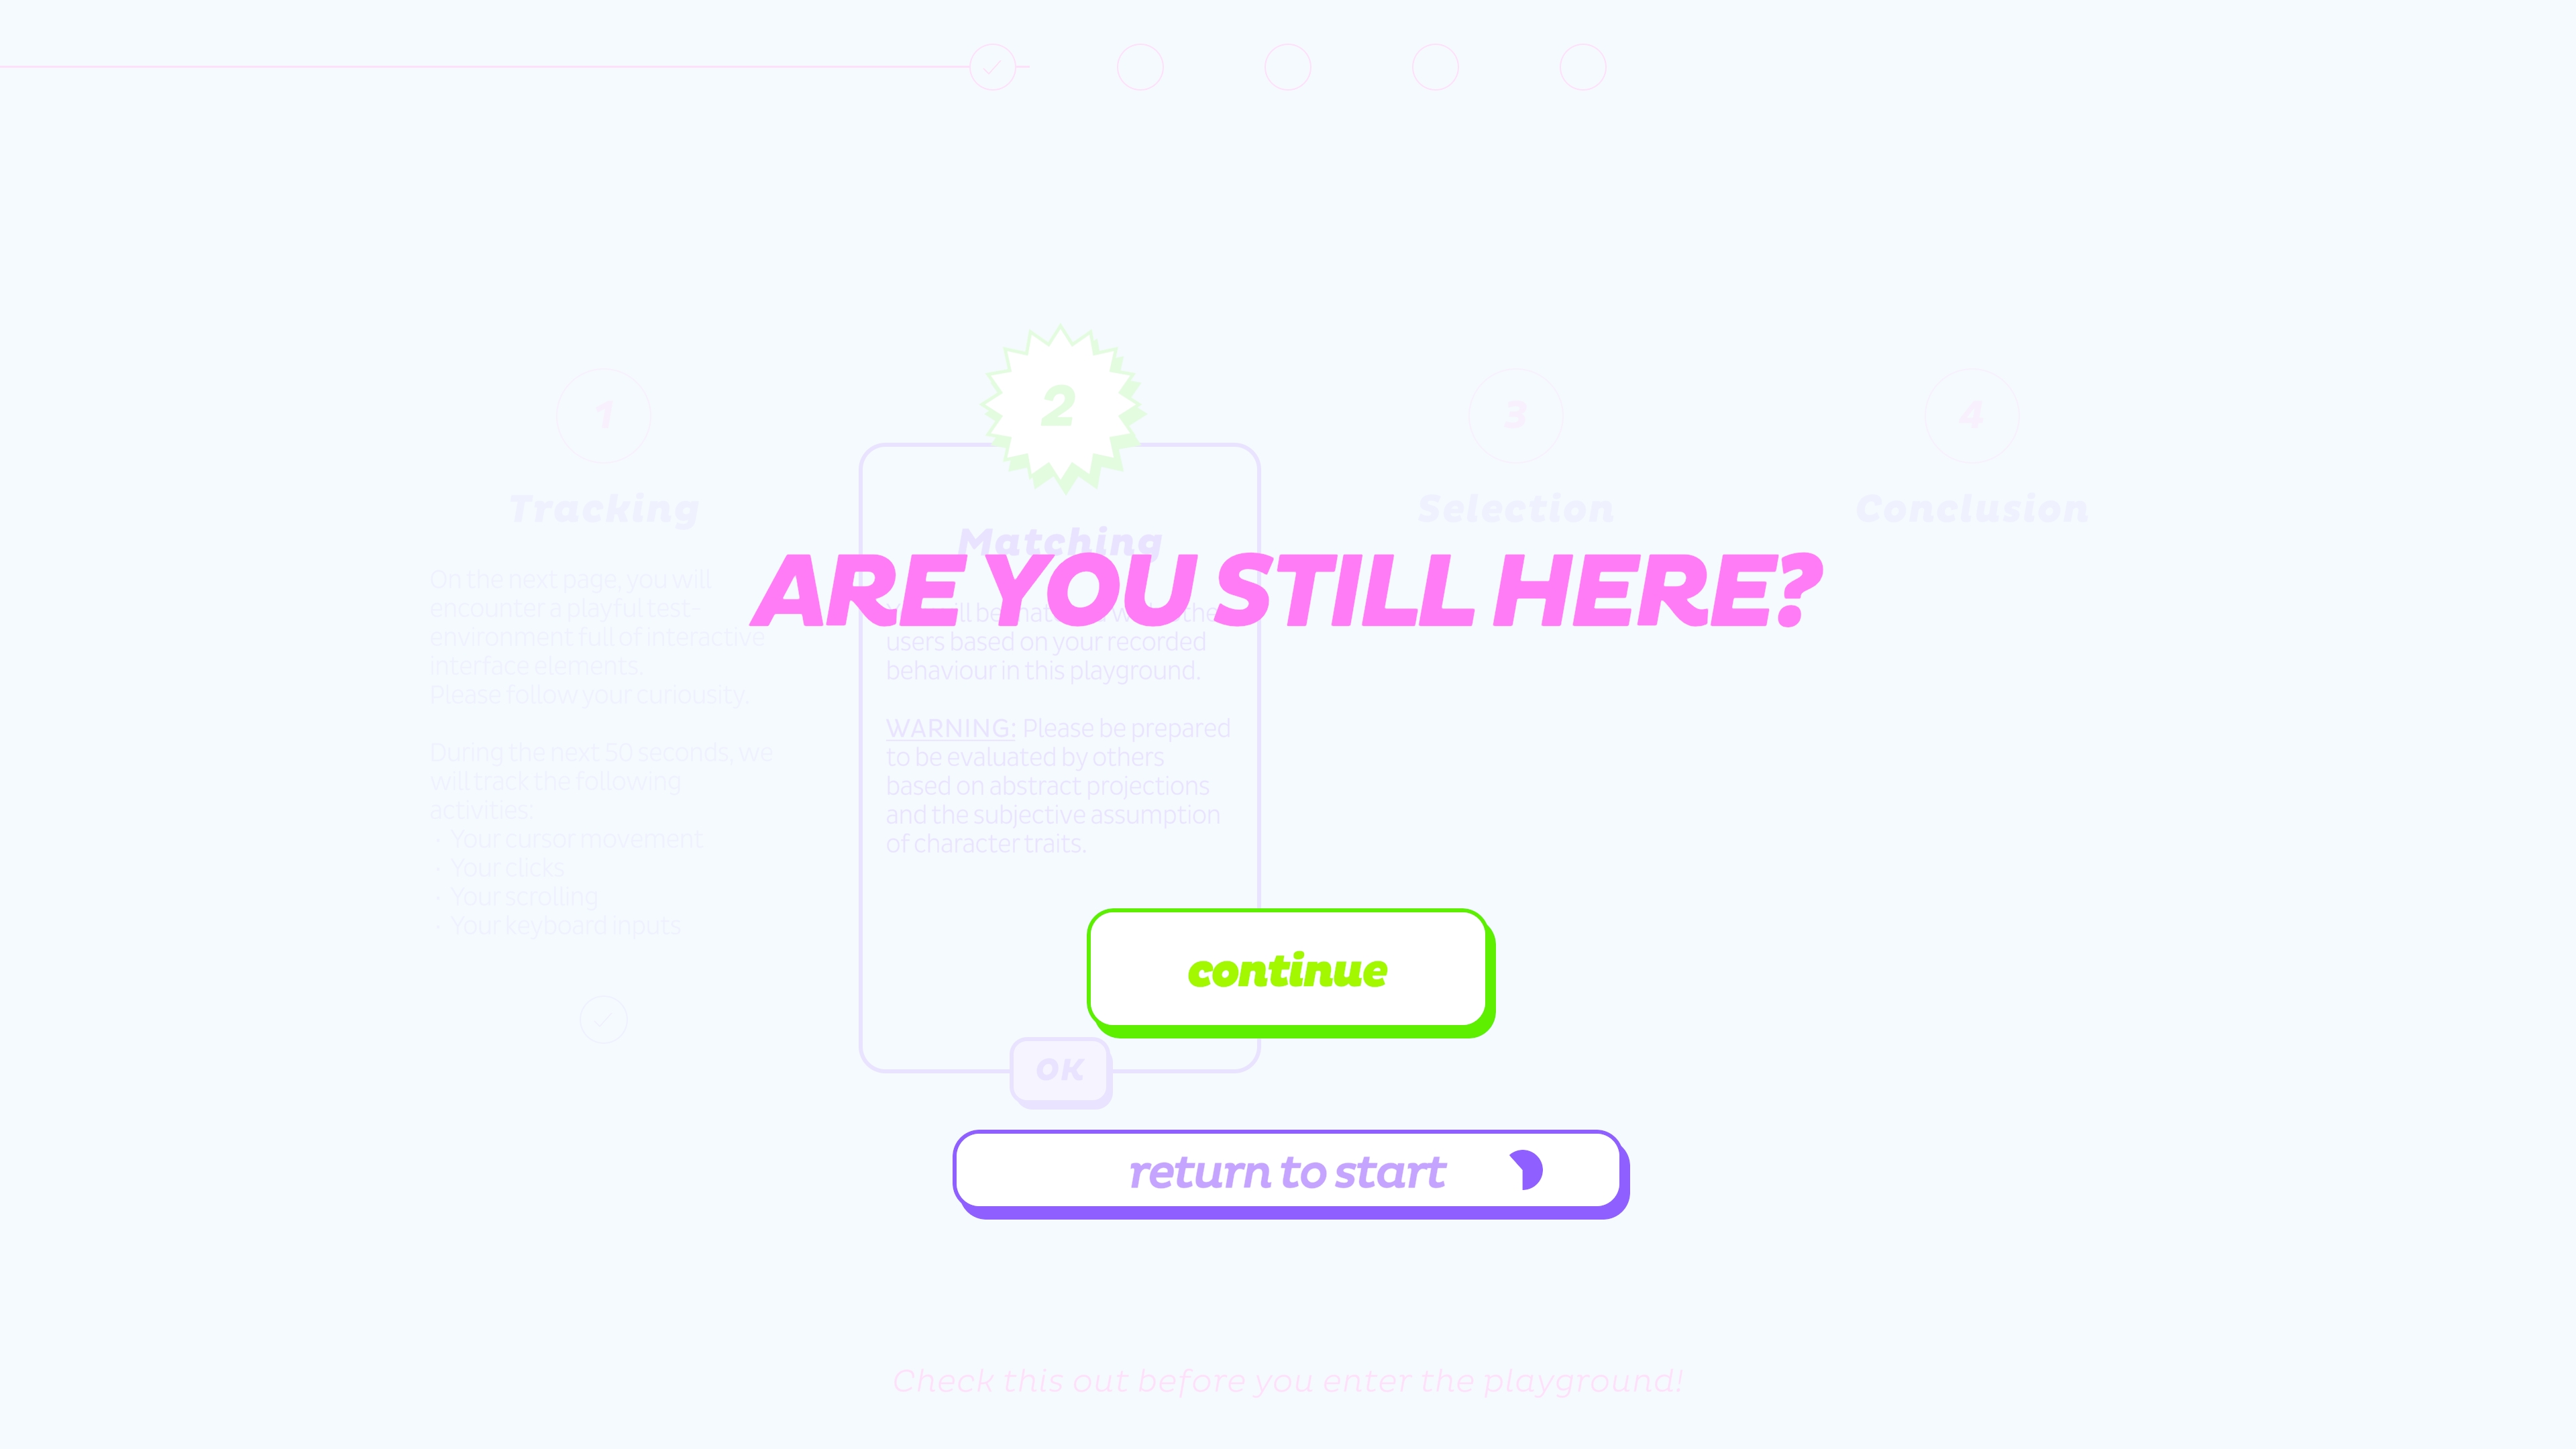 1
Tracking
On the next page, you will
encounter a playful test-
environment full of interactive
interface elements.
Please follow your curiousity.
During the next 50 seconds, we
will track the following
activities:
- Your cursor movement
- Your clicks
- Your scrolling
- Your keyboard inputs
2
Matching
be
users based on your recorded
behaviour in this playground.
WARNING: Please be prepared
to be evaluated by others
based on abstract projections
and the subjective assumption
of character traits.
OK
3
Selection
4
Conclusion
ARE YOU STILL HERE?
continue
return to start
Check this out before you enter the playground!